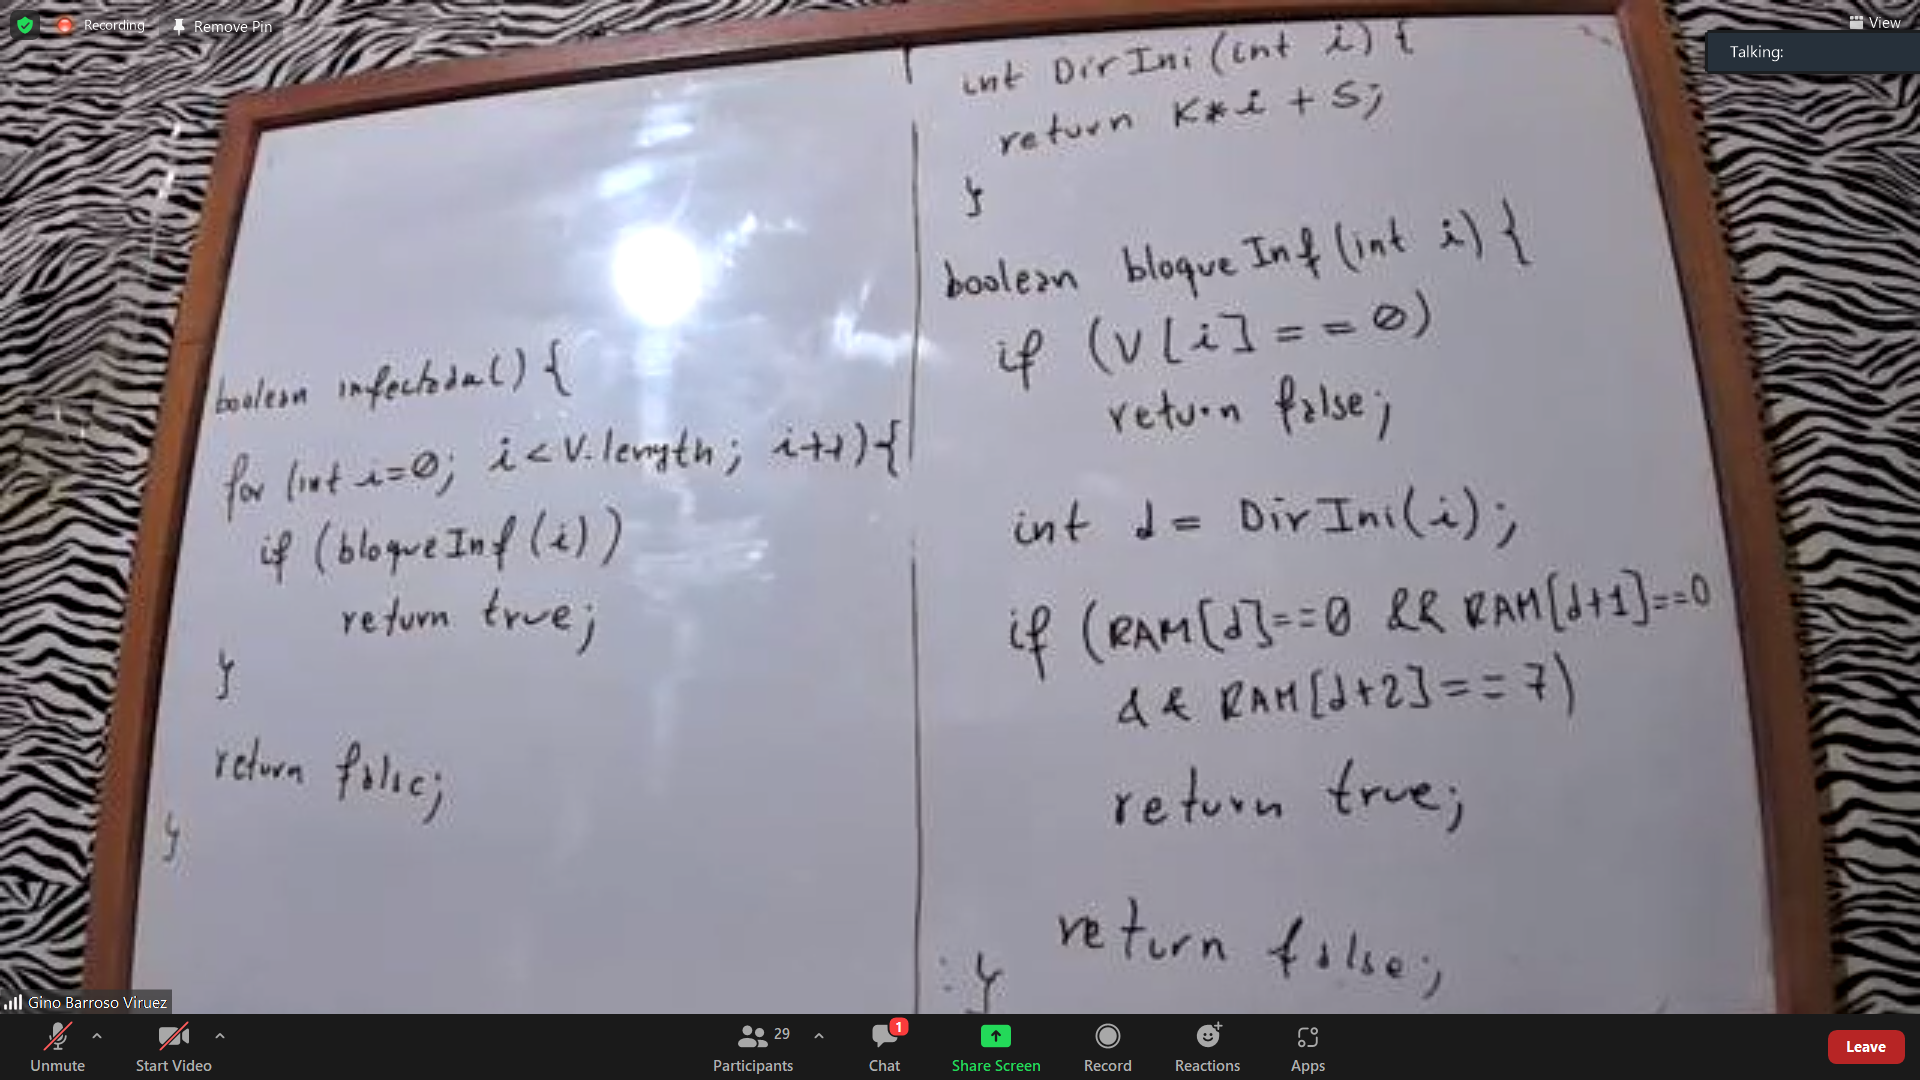 Recording
Remove Pin
View
Talking:
boolean infectada() {
for (int i=0; i<V.length; i++){
if (bloqueInf(i))
return true;
}
return false;
}
int DirIni (int i) {
return K*i + S;
}
boolean bloqueInf (int i) {
if (V[i] == 0)
return false;
int d = DirIni(i);
if (RAM[d]==0 && RAM[d+1]==0
&& RAM[d+2]==7)
return true;
return false;
}
Gino Barroso Viruez
Unmute
Start Video
Participants
29
Chat
1
Share Screen
Record
Reactions
Apps
Leave